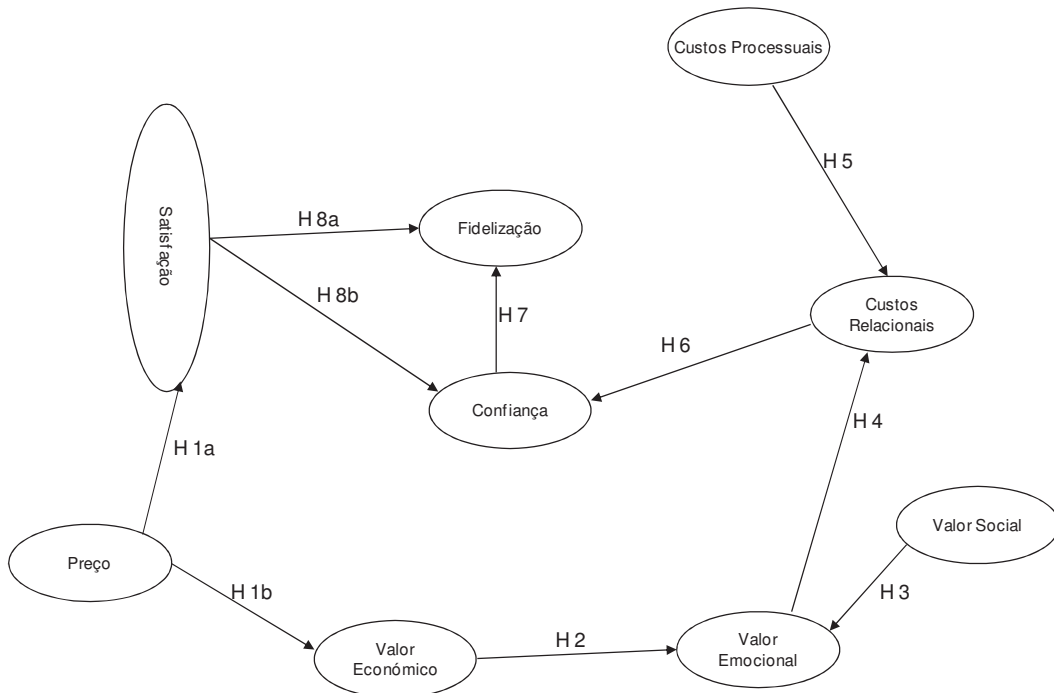 Custos Processuais
H 5
Satisfação
H 8a
Fidelização
H 8b
H 7
Custos
Relacionais
H 6
Confiança
H 4
H 1a
Valor Social
Preço
H 1b
H 3
Valor
Económico
H 2
Valor
Emocional